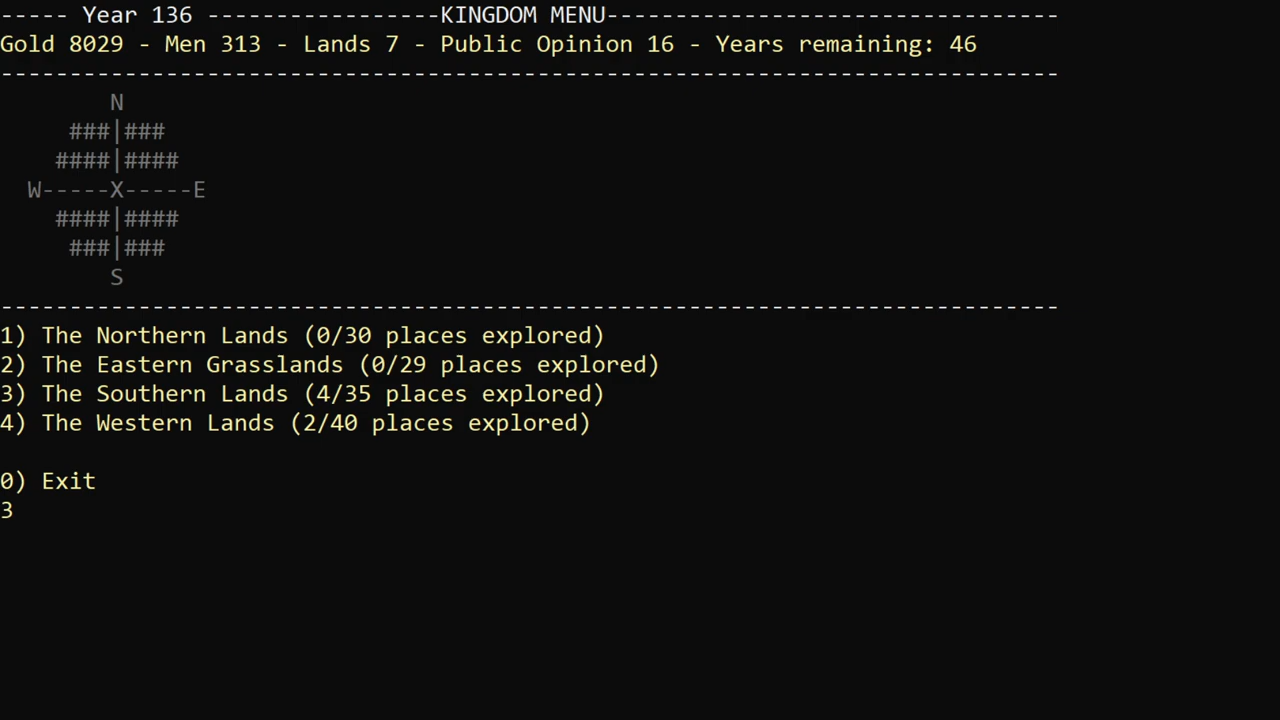 ----- Year 136 -----------------KINGDOM MENU---------------------------------
Gold 8029 - Men 313 - Lands 7 - Public Opinion 16 - Years remaining: 46
-----------------------------------------------------------------------------
        N
     ###|###
    ####|####
  W-----X-----E
    ####|####
     ###|###
        S
-----------------------------------------------------------------------------
1) The Northern Lands (0/30 places explored)
2) The Eastern Grasslands (0/29 places explored)
3) The Southern Lands (4/35 places explored)
4) The Western Lands (2/40 places explored)
0) Exit
3